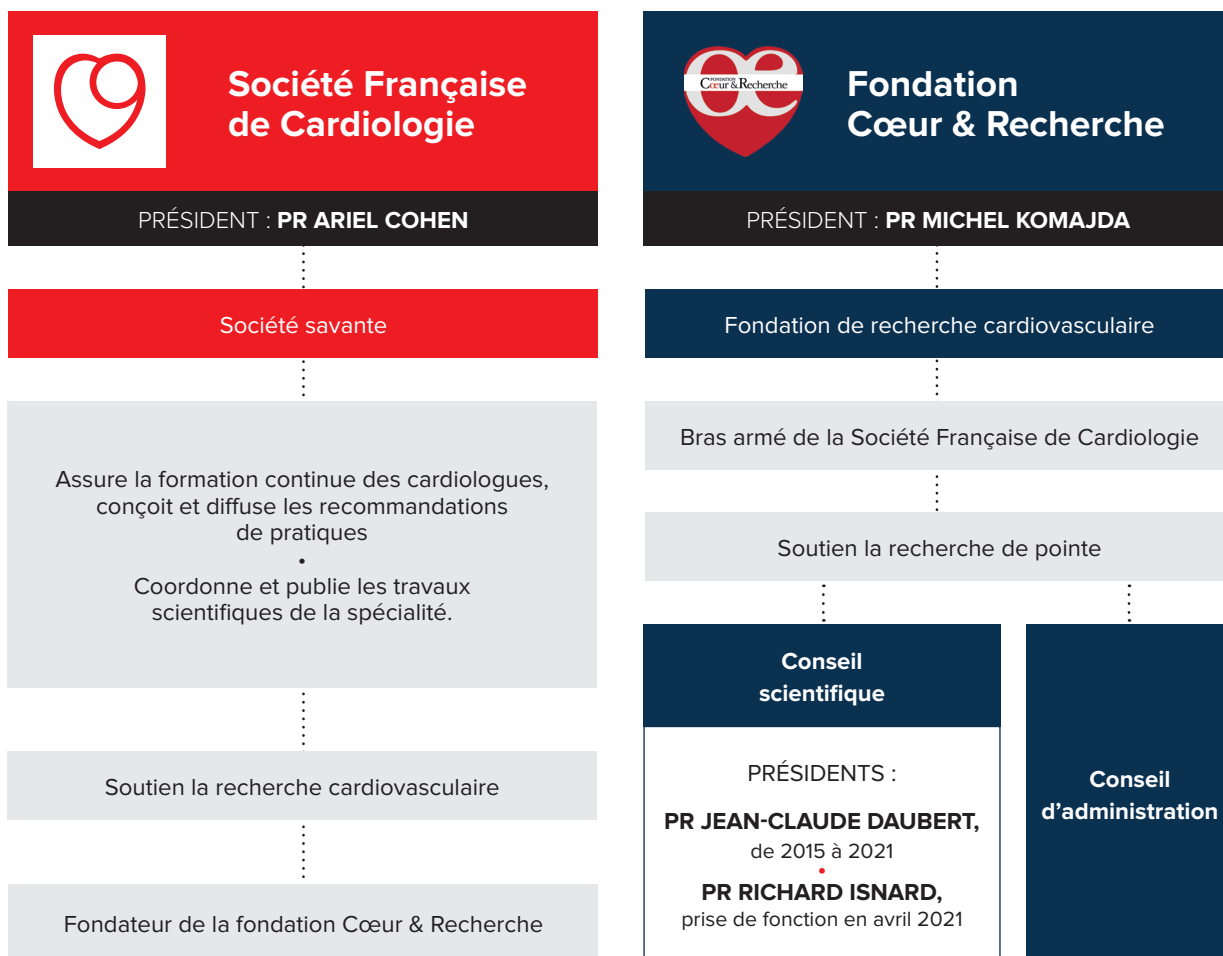 Société Française
de Cardiologie
PRÉSIDENT : PR ARIEL COHEN
Société savante
Assure la formation continue des cardiologues,
conçoit et diffuse les recommandations
de pratiques
•
Coordonne et publie les travaux
scientifiques de la spécialité.
Soutien la recherche cardiovasculaire
Fondateur de la fondation Cœur & Recherche
FONDATION
Cœur & Recherche
Fondation
Cœur & Recherche
PRÉSIDENT : PR MICHEL KOMAJDA
Fondation de recherche cardiovasculaire
Bras armé de la Société Française de Cardiologie
Soutien la recherche de pointe
Conseil
scientifique
PRÉSIDENTS :
PR JEAN-CLAUDE DAUBERT,
de 2015 à 2021
•
PR RICHARD ISNARD,
prise de fonction en avril 2021
Conseil
d’administration